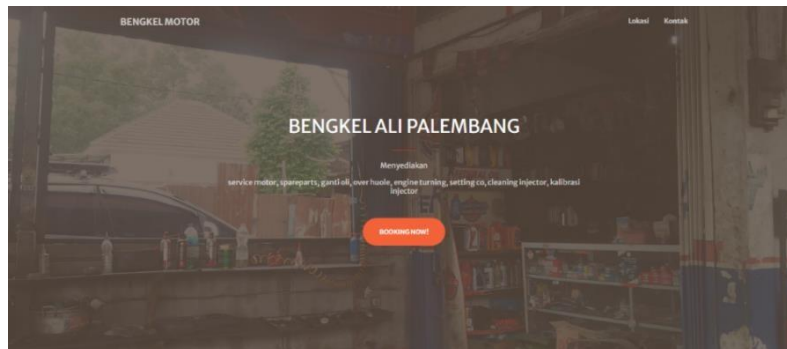 BENGKEL MOTOR
Lokasi Kontak
BENGKEL ALI PALEMBANG
Menyediakan
service motor, spareparts, ganti oli, over huole, engine turning, setting co, cleaning injector, kalibrasi
injector
BOOKING NOW!